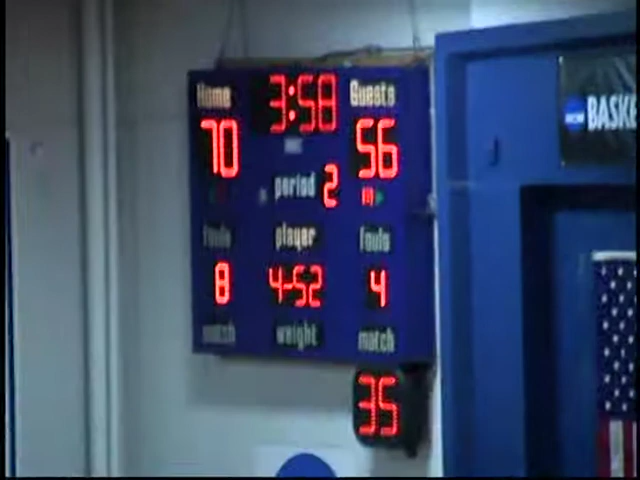 Home 3:58 Guests
70 56
period 2
fouls player fouls
8 4-52 4
match weight match
35
NCAA BASKE